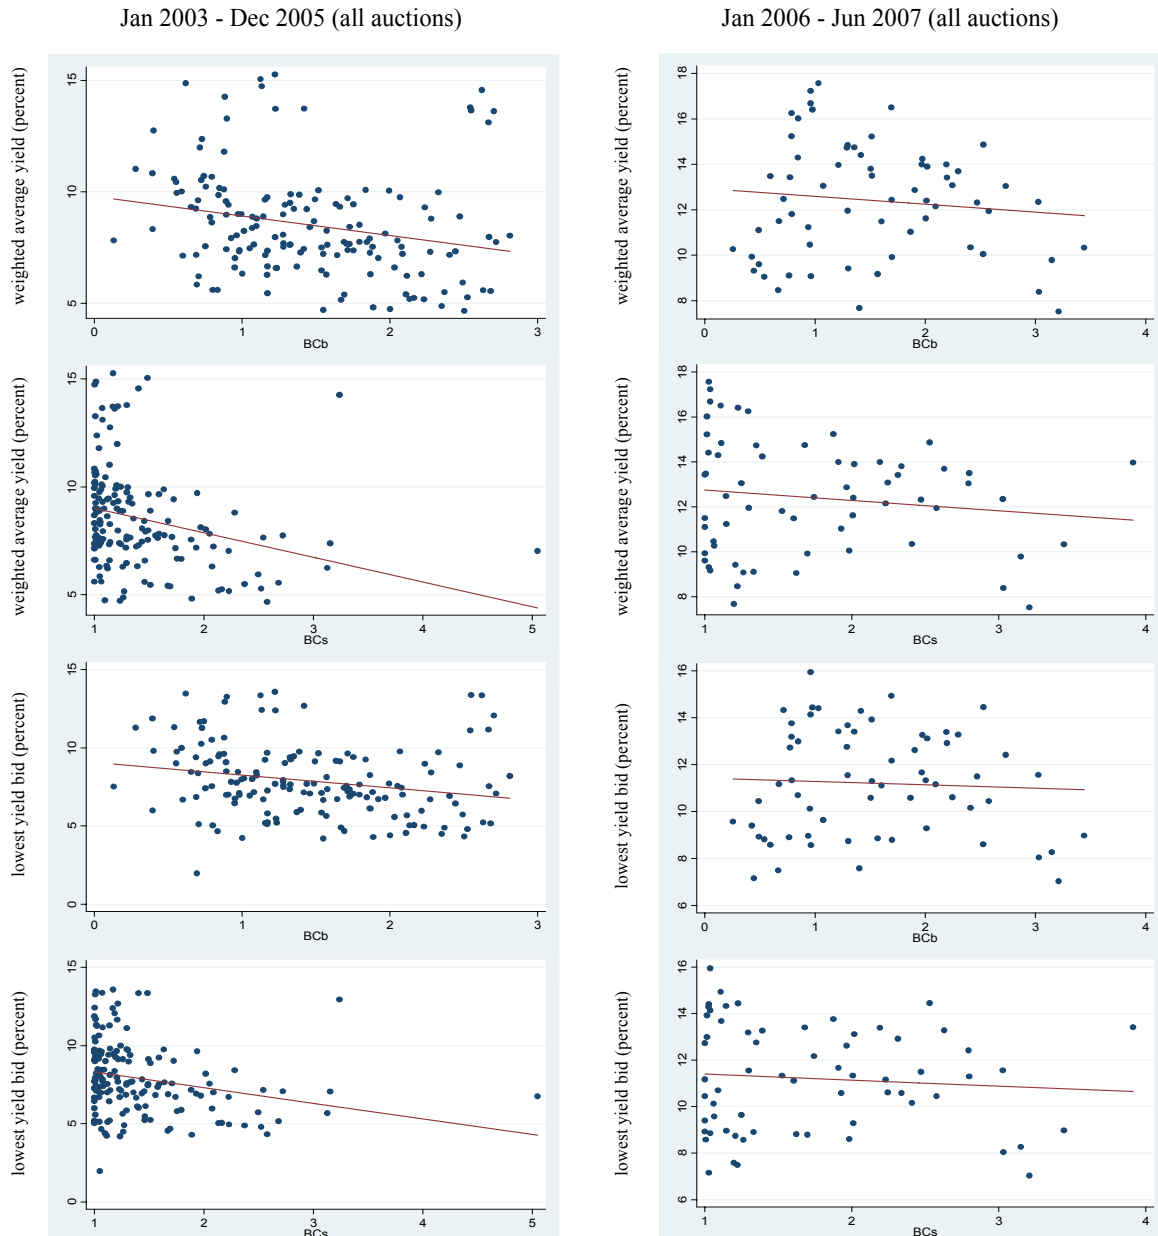 Jan 2003 - Dec 2005 (all auctions)
Jan 2006 - Jun 2007 (all auctions)
weighted average yield (percent)
15
10
5
0 1 2 3
BCb
weighted average yield (percent)
18
16
14
12
10
8
0 1 2 3 4
BCb
weighted average yield (percent)
15
10
5
1 2 3 4 5
BCs
weighted average yield (percent)
18
16
14
12
10
8
1 2 3 4
BCs
lowest yield bid (percent)
15
10
5
0
0 1 2 3
BCb
lowest yield bid (percent)
16
14
12
10
8
6
0 1 2 3 4
BCb
lowest yield bid (percent)
15
10
5
0
1 2 3 4 5
BCs
lowest yield bid (percent)
16
14
12
10
8
6
1 2 3 4
BCs